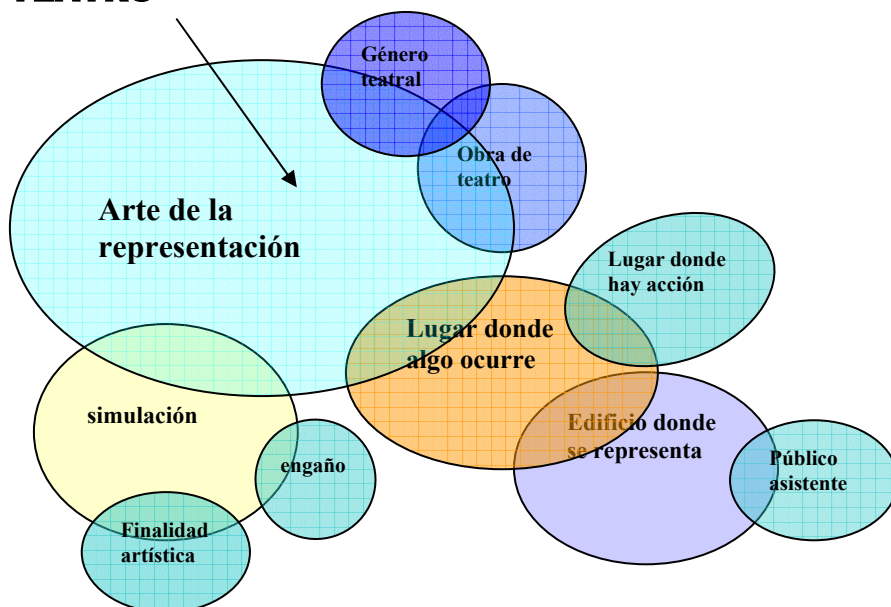 TEATRO
Género
teatral
Obra de
teatro
Arte de la
representación
Lugar donde
hay acción
Lugar donde
algo ocurre
simulación
Edificio donde
se representa
engaño
Público
asistente
Finalidad
artística